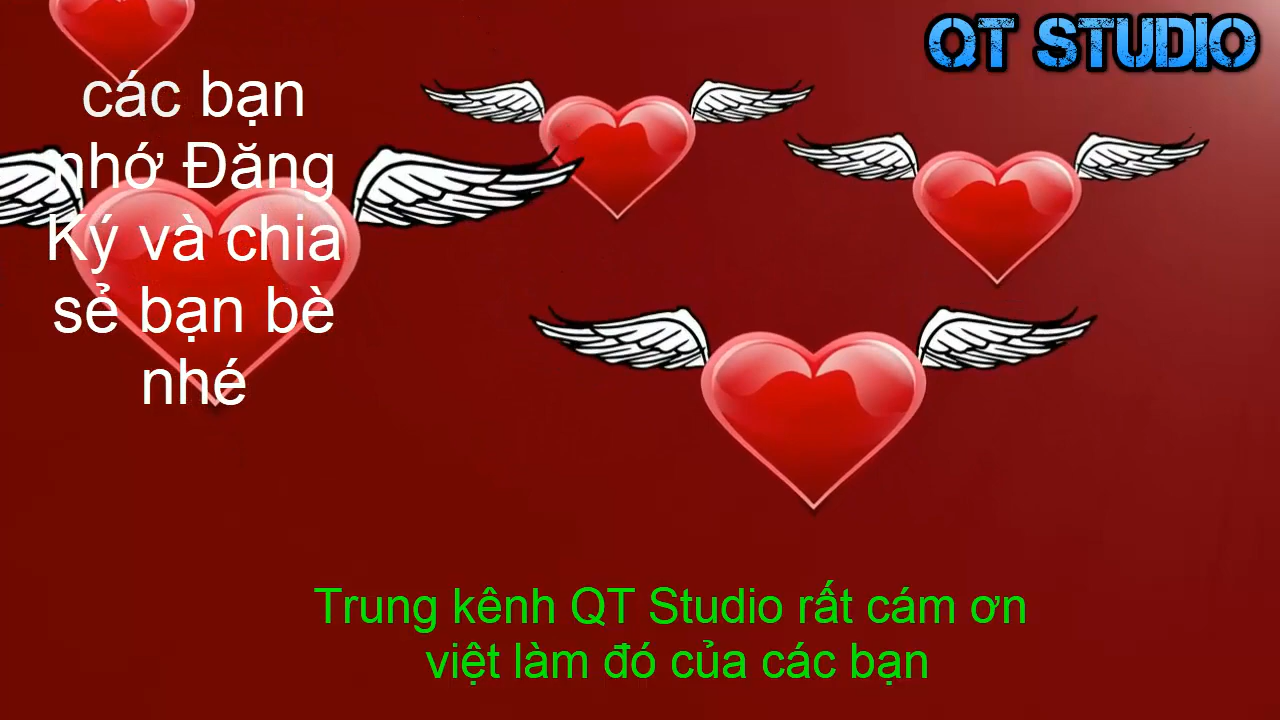 QT STUDIO
các bạn
nhớ Đăng
Ký và chia
sẻ bạn bè
nhé
Trung kênh QT Studio rất cám ơn
việt làm đó của các bạn